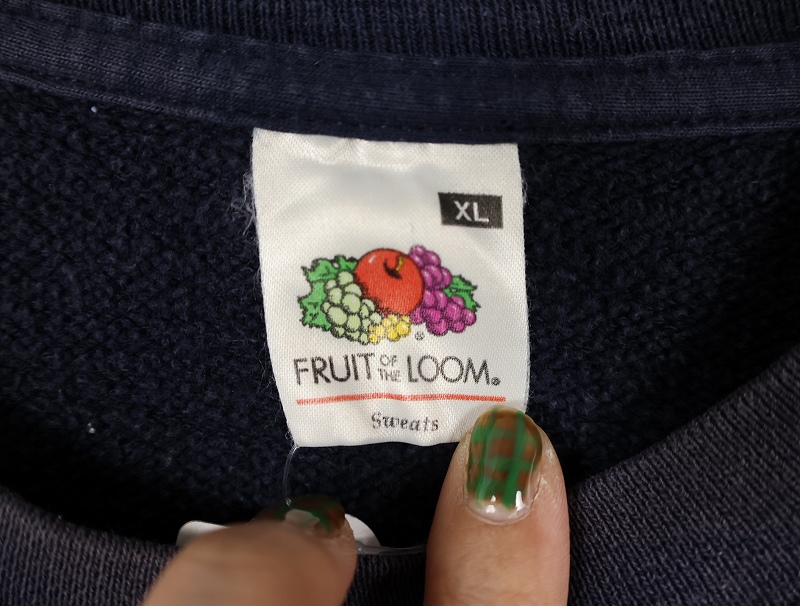 XL
FRUIT OF THE LOOM®
Sweats